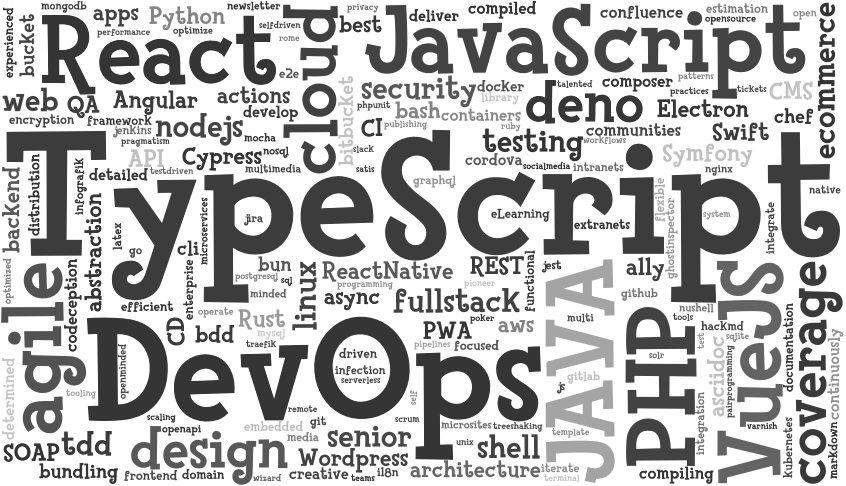 mongodb
newsletter
privacy
compiled
estimation
experienced
bucket
apps
Python
selfdriven
cloud
best
deliver
JavaScript
confluence
opensource
open
ecommerce
React
performance
optimize
rome
e2e
patterns
composer
practices
tickets
CMS
web
QA
Angular
actions
security
docker
library
talented
deno
Electron
chef
encryption
framework
develop
bitbucket
phpunit
bash
containers
jenkins
nodejs
mocha
CI
publishing
ruby
testing
communities
Swift
pragmatism
slack
workflows
API
Cypress
nosql
cordova
socialmedia
intranets
Symfony
TypeScript
backend
distribution
infografik
detailed
testdriven
multimedia
satis
graphql
nginx
native
flexible
ghostinspector
system
integrate
abstraction
latex
go
cli
microservices
jira
eLearning
extranets
optimized
agile
codeception
enterprise
bun
postgresql
sql
minded
linux
ReactNative
programming
REST
pioneer
functional
jest
ally
VueJS
coverage
efficient
operate
async
fullstack
JAVA
github
nushell
tools
CD
bdd
Rust
mysql
traefik
PWA
poker
aws
multi
PHP
hackmd
test
sqlite
documentation
continuously
DevOps
driven
infection
serverless
pipelines
focused
solr
asciidoc
pairprogramming
determined
tooling
openminded
js
gitlab
self
scaling
remote
git
scrum
microsites
treeshaking
template
integration
varnish
Kubernetes
markdown
SOAP
tdd
openapi
design
embedded
media
senior
unix
shell
Wordpress
bundling
frontend
domain
wizard
creative
teams
i18n
architecture
iterate
terminal
compiling